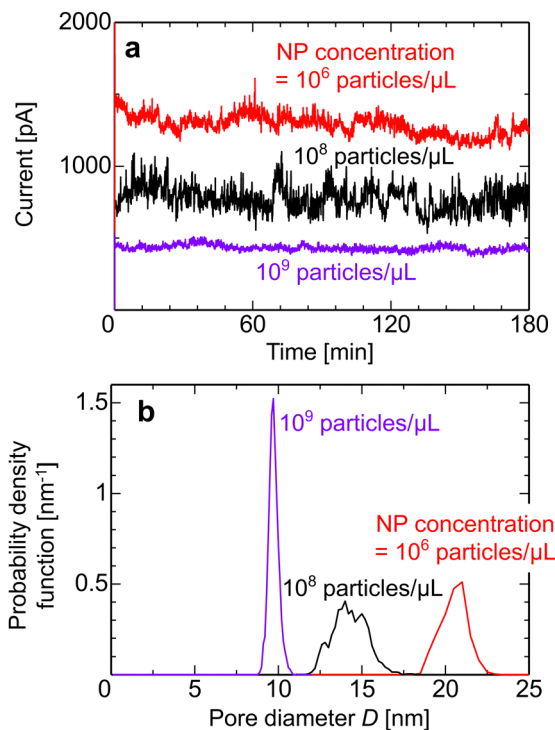 a
2000
1000
0
Current [pA]
NP concentration
= 10⁶ particles/µL
10⁸ particles/µL
10⁹ particles/µL
0 60 120 180
Time [min]
b
1.5
1
0.5
Probability density
function [nm⁻¹]
10⁹ particles/µL
NP concentration
= 10⁶ particles/µL
10⁸ particles/µL
0 5 10 15 20 25
Pore diameter D [nm]